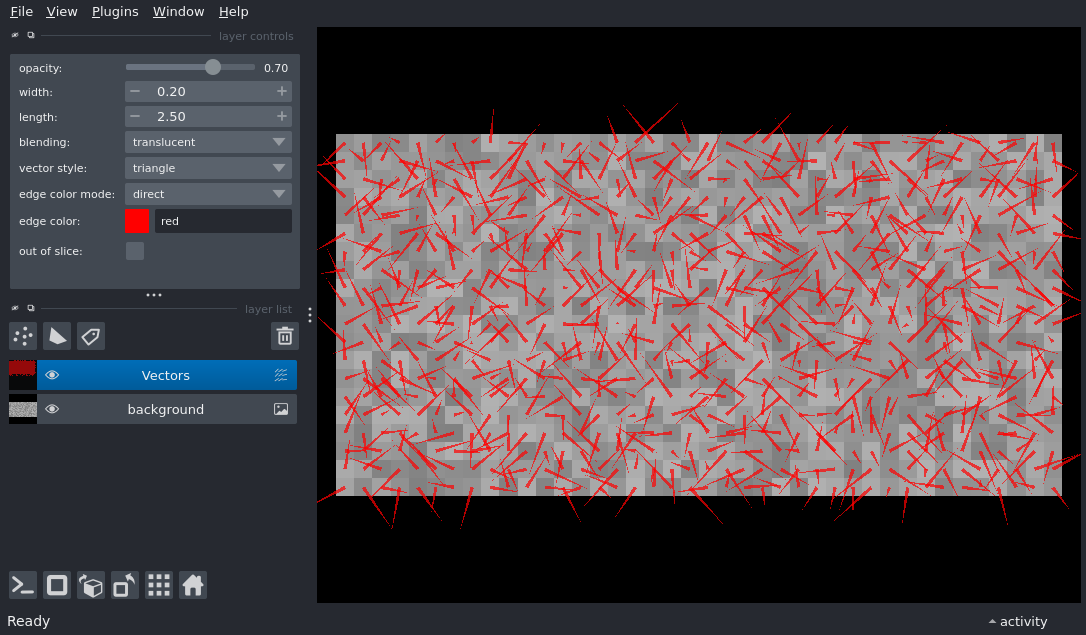 File View Plugins Window Help
layer controls
opacity: 0.70
width: − 0.20 +
length: − 2.50 +
blending: translucent
vector style: triangle
edge color mode: direct
edge color: red
out of slice:
layer list
Vectors
background
Ready
activity